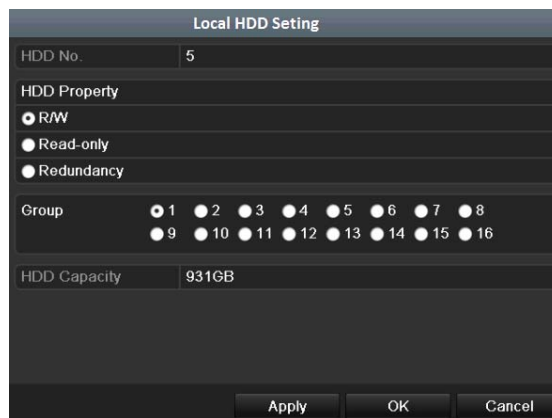 Local HDD Seting
HDD No. 5
HDD Property
R/W
Read-only
Redundancy
Group 1 2 3 4 5 6 7 8
9 10 11 12 13 14 15 16
HDD Capacity 931GB
Apply OK Cancel